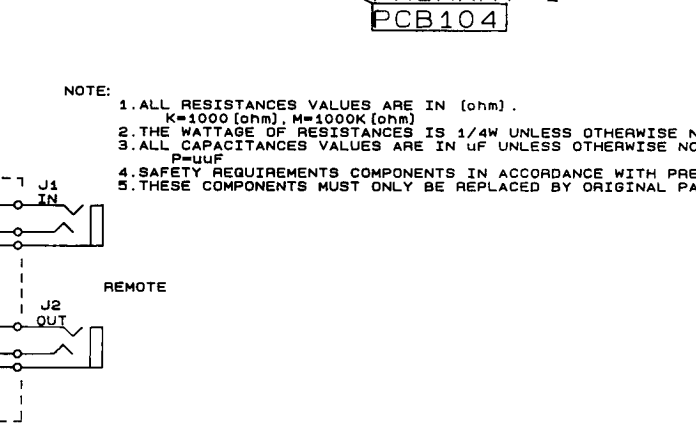 PCB104
NOTE:
1.ALL RESISTANCES VALUES ARE IN [ohm].
K=1000[ohm], M=1000K[ohm]
2.THE WATTAGE OF RESISTANCES IS 1/4W UNLESS OTHERWISE
3.ALL CAPACITANCES VALUES ARE IN uF UNLESS OTHERWISE
P=uuF
4.SAFETY REQUIREMENTS COMPONENTS IN ACCORDANCE WITH
5.THESE COMPONENTS MUST ONLY BE REPLACED BY ORIGINAL
J1
IN
REMOTE
J2
OUT